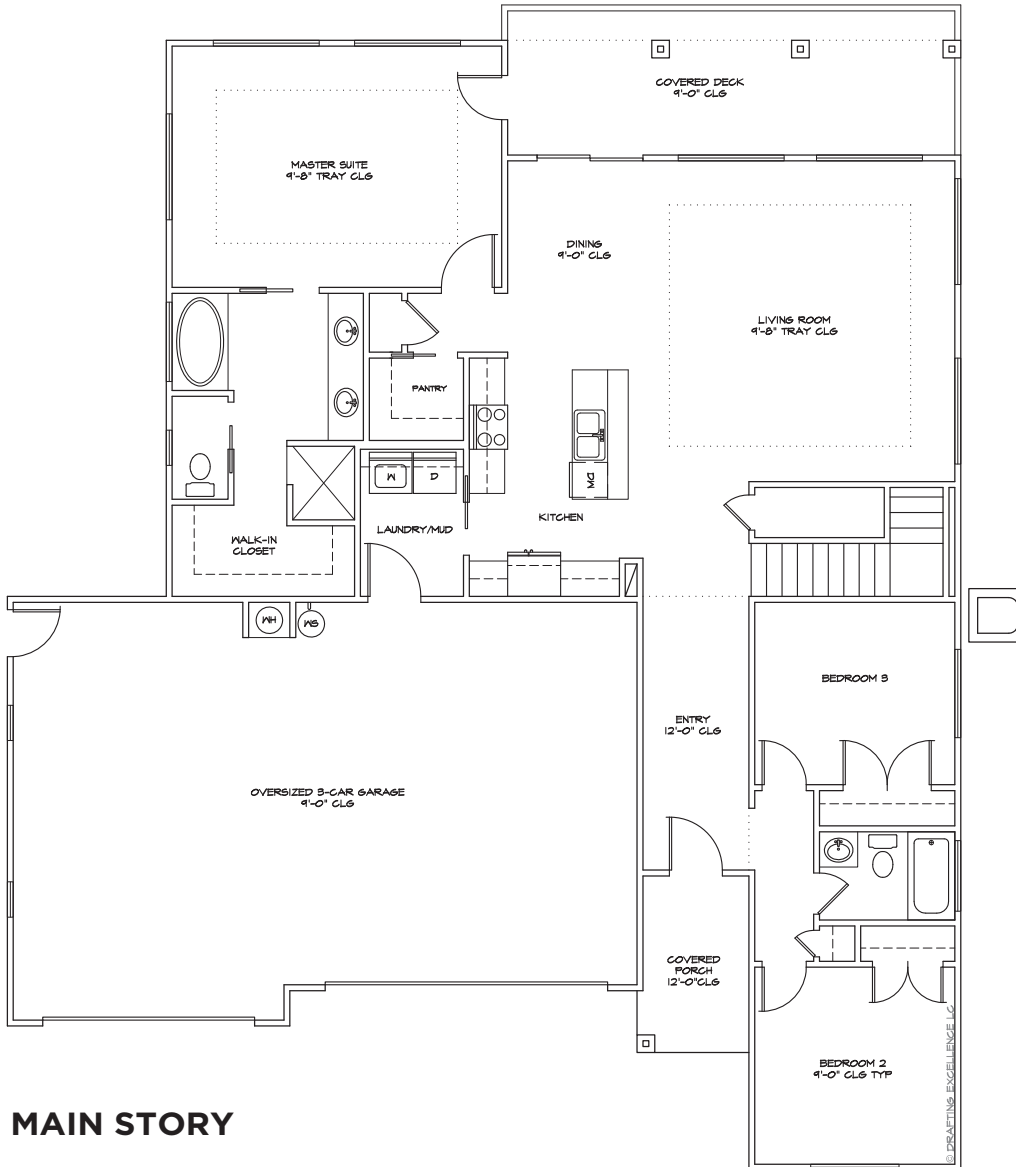 COVERED DECK
9'-0" CLG
MASTER SUITE
9'-8" TRAY CLG
DINING
9'-0" CLG
LIVING ROOM
9'-8" TRAY CLG
PANTRY
W
D
DW
LAUNDRY/MUD
KITCHEN
WALK-IN
CLOSET
WH
WS
BEDROOM 3
ENTRY
12'-0" CLG
OVERSIZED 3-CAR GARAGE
9'-0" CLG
COVERED
PORCH
12'-0"CLG
BEDROOM 2
9'-0" CLG TYP
© DRAFTING EXCELLENCE LC
MAIN STORY